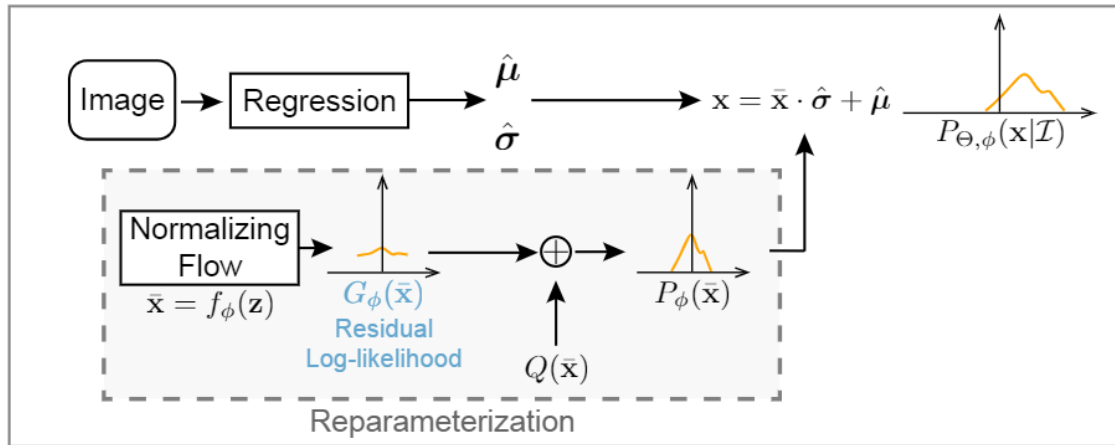 Image
Regression
μ̂
σ̂
x = x̄ · σ̂ + μ̂
P_{Θ,ϕ}(x|ℐ)
Normalizing
Flow
x̄ = f_ϕ(z)
G_ϕ(x̄)
Residual
Log-likelihood
Q(x̄)
P_ϕ(x̄)
Reparameterization